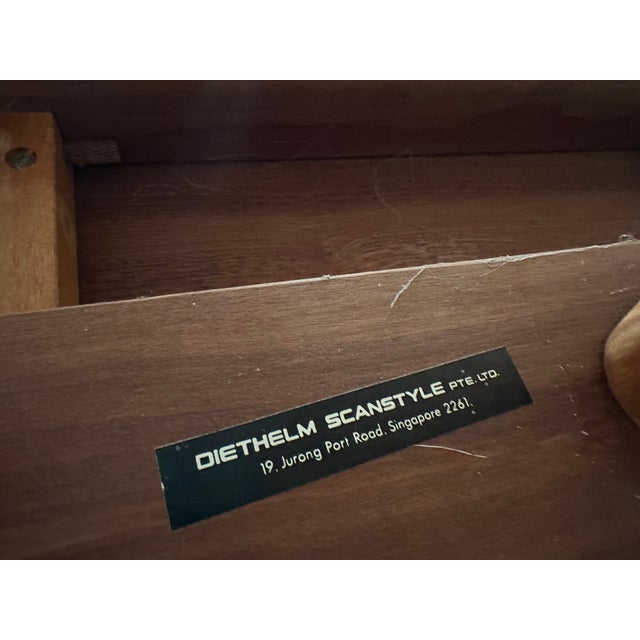 DIETHELM SCANSTYLE PTE. LTD.
19, Jurong Port Road, Singapore 2261.